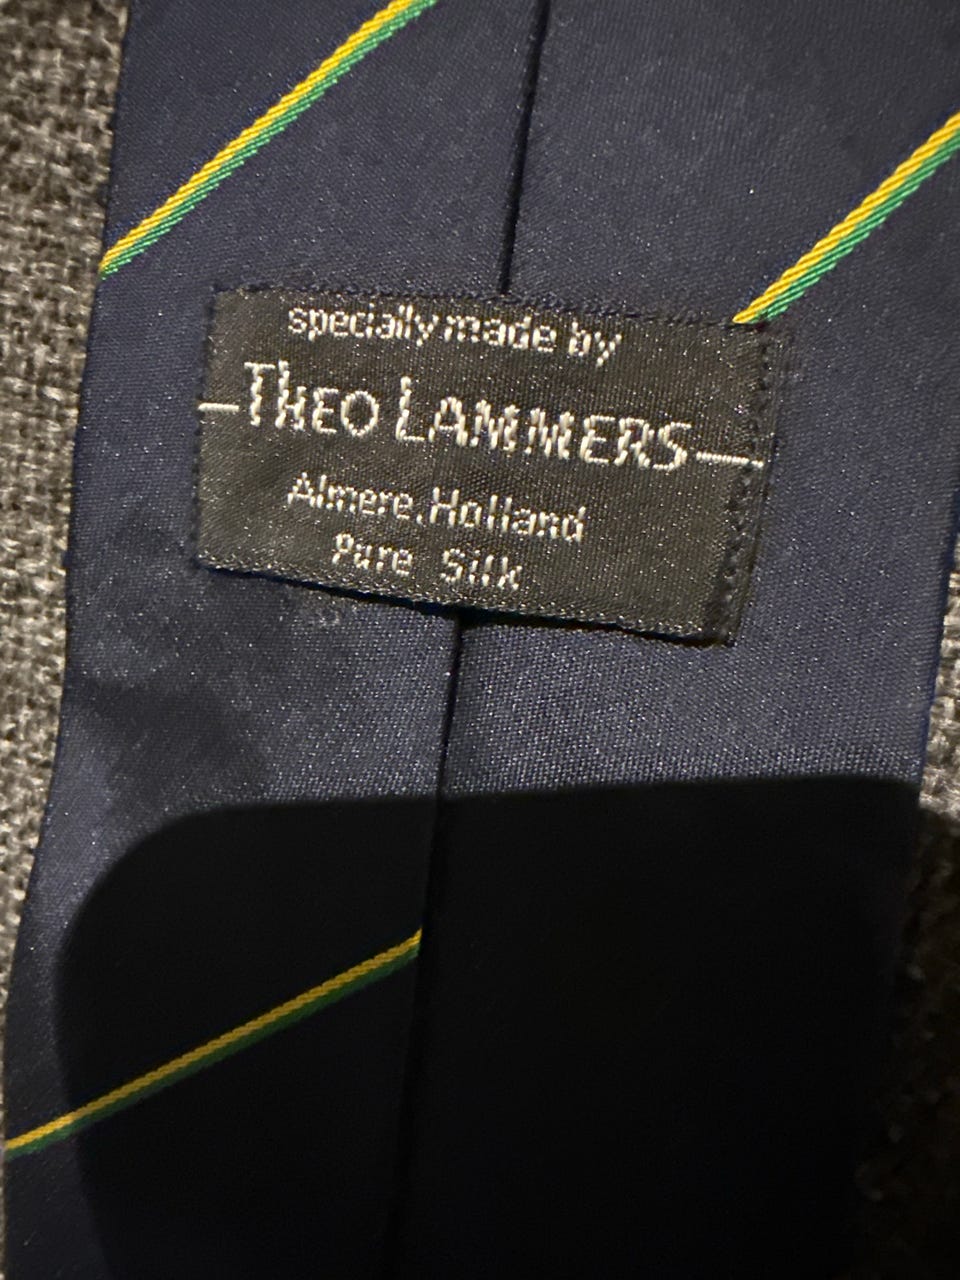 specially made by
THEO LAMMERS
Almere, Holland
Pure Silk